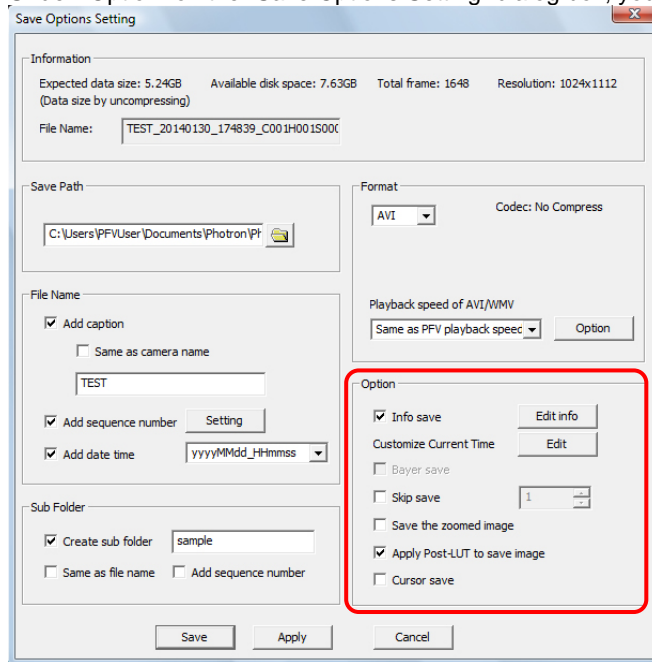 Save Options Setting
Information
Expected data size: 5.24GB Available disk space: 7.63GB Total frame: 1648 Resolution: 1024x1112
(Data size by uncompressing)
File Name: TEST_20140130_174839_C001H001S000
Save Path
C:\Users\PFVUser\Documents\Photron\Ph
Format
AVI Codec: No Compress
Playback speed of AVI/WMV
Same as PFV playback speed Option
File Name
Add caption
Same as camera name
TEST
Add sequence number Setting
Add date time yyyyMMdd_HHmmss
Sub Folder
Create sub folder sample
Same as file name Add sequence number
Option
Info save Edit info
Customize Current Time Edit
Bayer save
Skip save 1
Save the zoomed image
Apply Post-LUT to save image
Cursor save
Save Apply Cancel